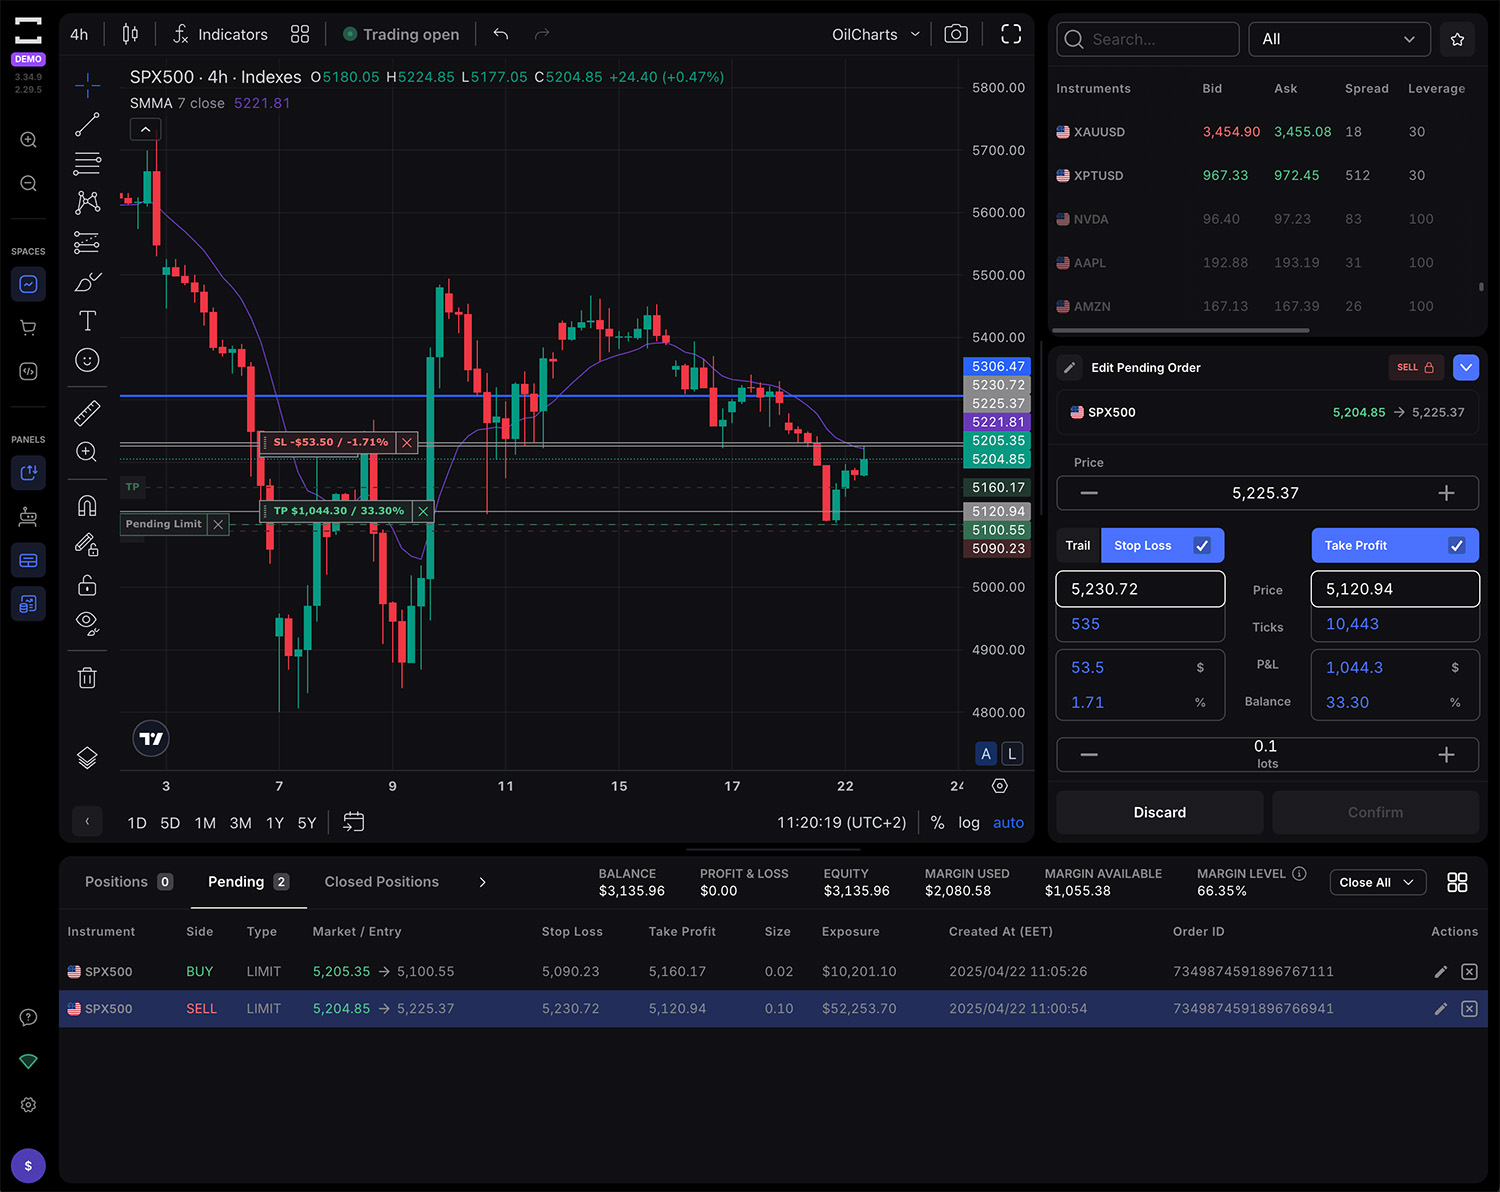 DEMO
3.34.9
2.29.5
SPACES
PANELS
$
4h
Indicators
Trading open
OilCharts
SPX500 · 4h · Indexes O5180.05 H5224.85 L5177.05 C5204.85 +24.40 (+0.47%)
SMMA 7 close 5221.81
5800.00
5700.00
5600.00
5500.00
5400.00
5306.47
5230.72
5225.37
5221.81
5205.35
5204.85
5160.17
5120.94
5100.55
5090.23
5000.00
4900.00
4800.00
SL -$53.50 / -1.71%
TP
TP $1,044.30 / 33.30%
Pending Limit
A L
3 7 9 11 15 17 22 24
1D 5D 1M 3M 1Y 5Y
11:20:19 (UTC+2) % log auto
Search...
All
Instruments Bid Ask Spread Leverage
XAUUSD 3,454.90 3,455.08 18 30
XPTUSD 967.33 972.45 512 30
NVDA 96.40 97.23 83 100
AAPL 192.88 193.19 31 100
AMZN 167.13 167.39 26 100
Edit Pending Order
SELL
SPX500 5,204.85 → 5,225.37
Price
5,225.37
Trail Stop Loss Take Profit
5,230.72 Price 5,120.94
535 Ticks 10,443
53.5 $ P&L 1,044.3 $
1.71 % Balance 33.30 %
0.1
lots
Discard Confirm
Positions 0 Pending 2 Closed Positions
BALANCE PROFIT & LOSS EQUITY MARGIN USED MARGIN AVAILABLE MARGIN LEVEL
$3,135.96 $0.00 $3,135.96 $2,080.58 $1,055.38 66.35%
Close All
Instrument Side Type Market / Entry Stop Loss Take Profit Size Exposure Created At (EET) Order ID Actions
SPX500 BUY LIMIT 5,205.35 → 5,100.55 5,090.23 5,160.17 0.02 $10,201.10 2025/04/22 11:05:26 7349874591896767111
SPX500 SELL LIMIT 5,204.85 → 5,225.37 5,230.72 5,120.94 0.10 $52,253.70 2025/04/22 11:00:54 7349874591896766941